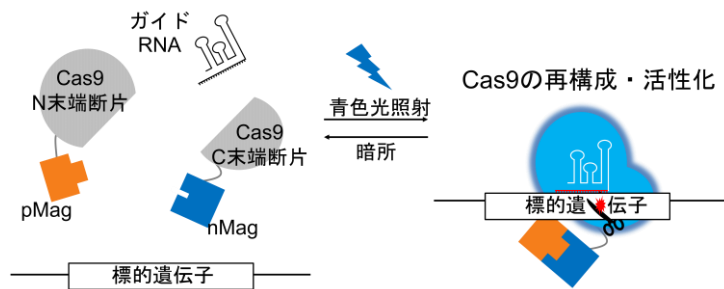 ガイド
RNA
Cas9
N末端断片
Cas9
C末端断片
pMag
nMag
標的遺伝子
青色光照射
暗所
Cas9の再構成・活性化
標的遺伝子